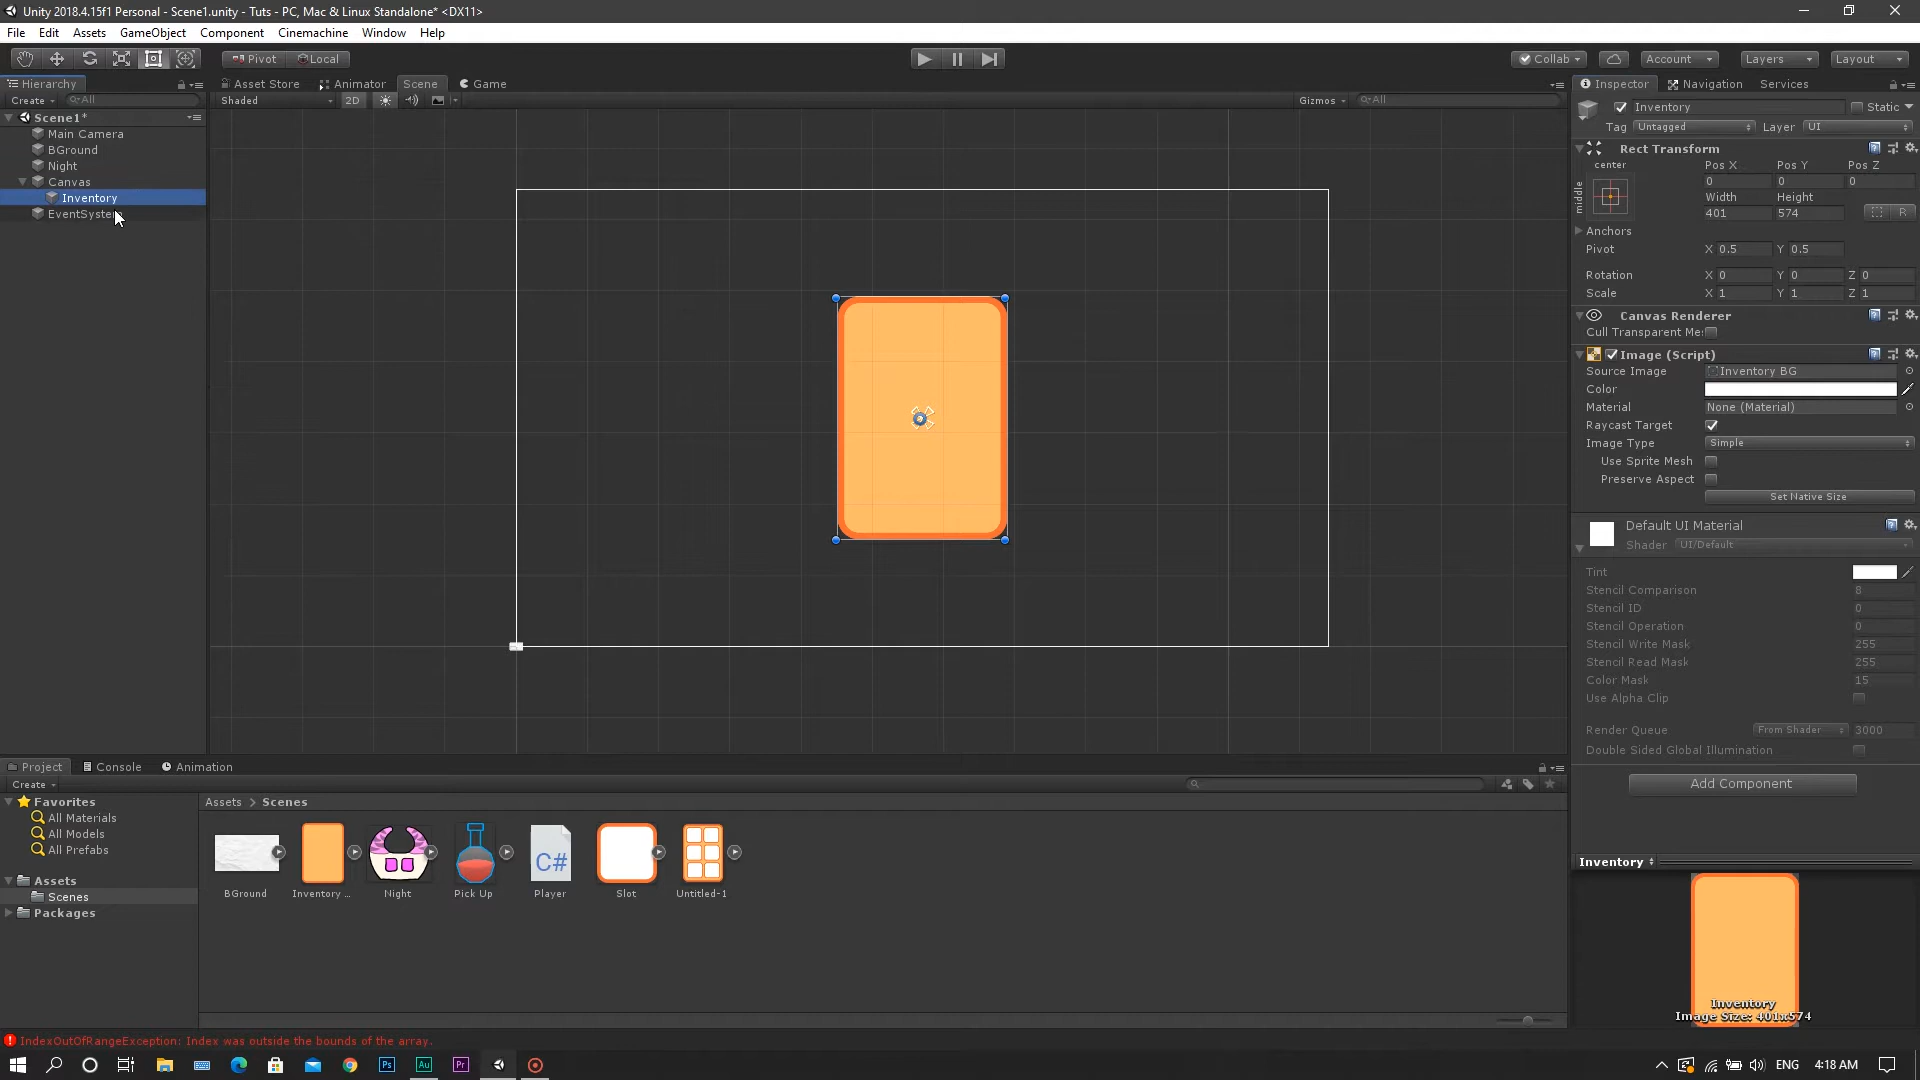 Unity 2018.4.15f1 Personal - Scene1.unity - Tuts - PC, Mac & Linux Standalone* <DX11>
File Edit Assets GameObject Component Cinemachine Window Help
Pivot Local Collab Account Layers Layout
Hierarchy Asset Store Animator Scene Game Inspector Navigation Services
Create All Shaded 2D Gizmos All
Scene1*
Main Camera
BGround
Night
Canvas
Inventory
EventSystem
Inventory Static
Tag Untagged Layer UI
Rect Transform
center Pos X Pos Y Pos Z
middle 0 0 0
Width Height
401 574 R
Anchors
Pivot X 0.5 Y 0.5
Rotation X 0 Y 0 Z 0
Scale X 1 Y 1 Z 1
Canvas Renderer
Cull Transparent Me:
Image (Script)
Source Image Inventory BG
Color
Material None (Material)
Raycast Target
Image Type Simple
Use Sprite Mesh
Preserve Aspect
Set Native Size
Default UI Material
Shader UI/Default
Tint
Stencil Comparison 8
Stencil ID 0
Stencil Operation 0
Stencil Write Mask 255
Stencil Read Mask 255
Color Mask 15
Use Alpha Clip
Render Queue From Shader 3000
Double Sided Global Illumination
Add Component
Inventory
Inventory
Image Size: 401x574
Project Console Animation
Create
Favorites
All Materials
All Models
All Prefabs
Assets
Scenes
Packages
Assets > Scenes
C#
BGround Inventory ... Night Pick Up Player Slot Untitled-1
IndexOutOfRangeException: Index was outside the bounds of the array.
Ps Au Pr ENG 4:18 AM